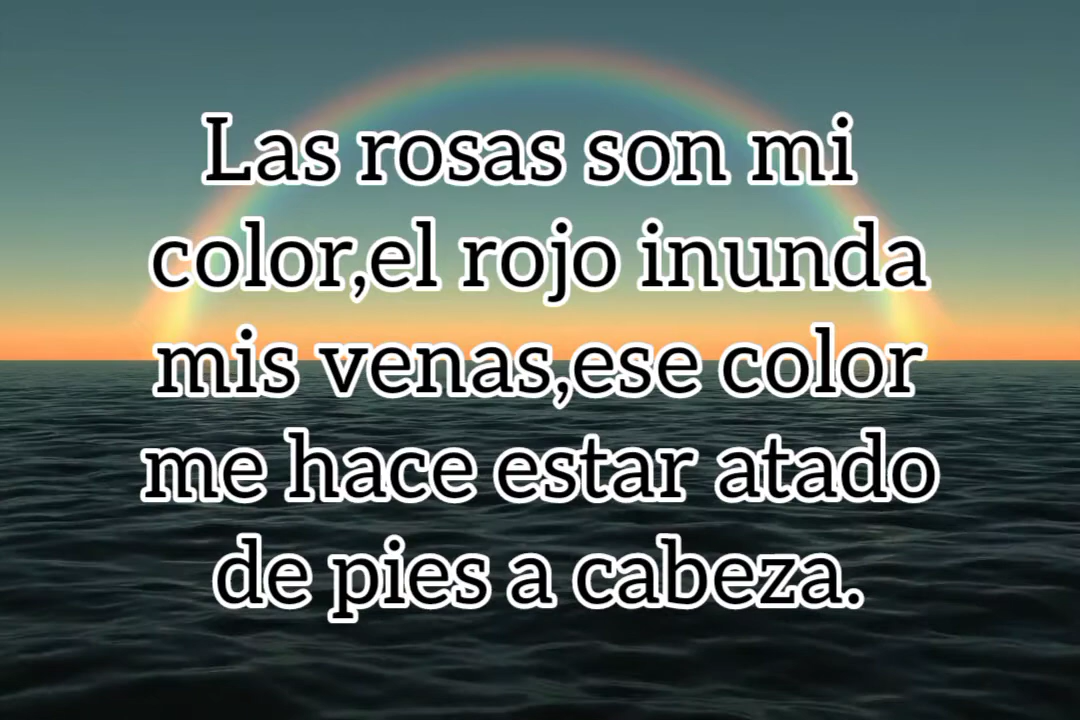 Las rosas son mi
color,el rojo inunda
mis venas,ese color
me hace estar atado
de pies a cabeza.